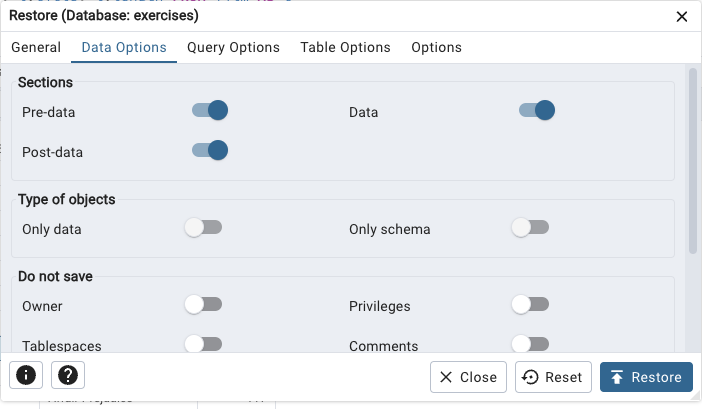 Restore (Database: exercises)
General Data Options Query Options Table Options Options
Sections
Pre-data Data
Post-data
Type of objects
Only data Only schema
Do not save
Owner Privileges
Tablespaces Comments
Close Reset Restore